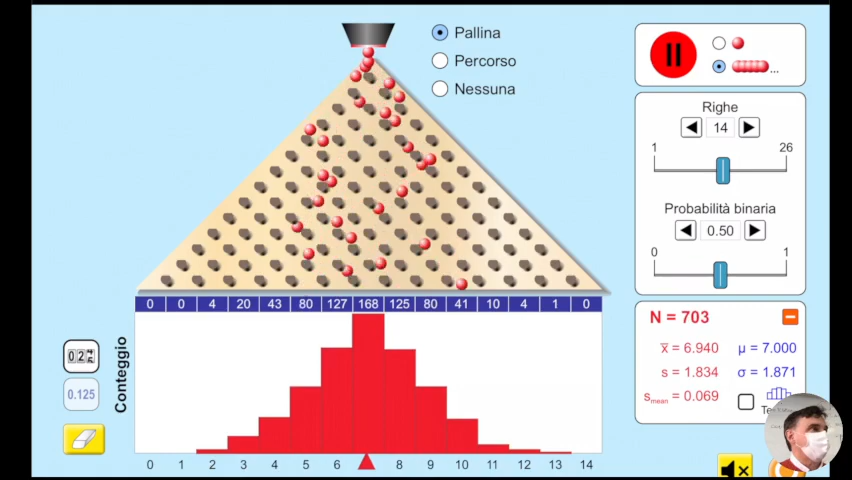 Pallina
Percorso
Nessuna
...
Righe
14
1 26
Probabilità binaria
0.50
0 1
0 0 4 20 43 80 127 168 125 80 41 10 4 1 0
N = 703
x̅ = 6.940 μ = 7.000
s = 1.834 σ = 1.871
s mean = 0.069
Conteggio
0.125
0 1 2 3 4 5 6 8 9 10 11 12 13 14